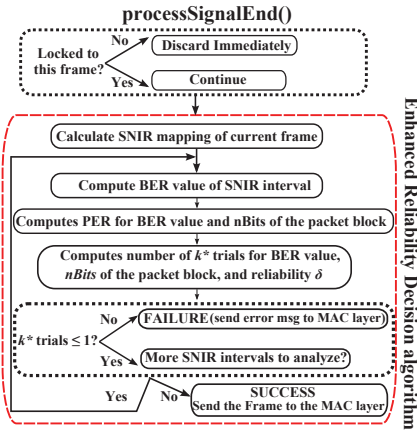 processSignalEnd()
No
Discard Immediately
Locked to
this frame?
Yes
Continue
Calculate SNIR mapping of current frame
Compute BER value of SNIR interval
Computes PER for BER value and nBits of the packet block
Computes number of k* trials for BER value,
nBits of the packet block, and reliability δ
No
FAILURE(send error msg to MAC layer)
k* trials ≤ 1?
Yes
More SNIR intervals to analyze?
Yes
No
SUCCESS
Send the Frame to the MAC layer
Enhanced Reliability Decision algorithm